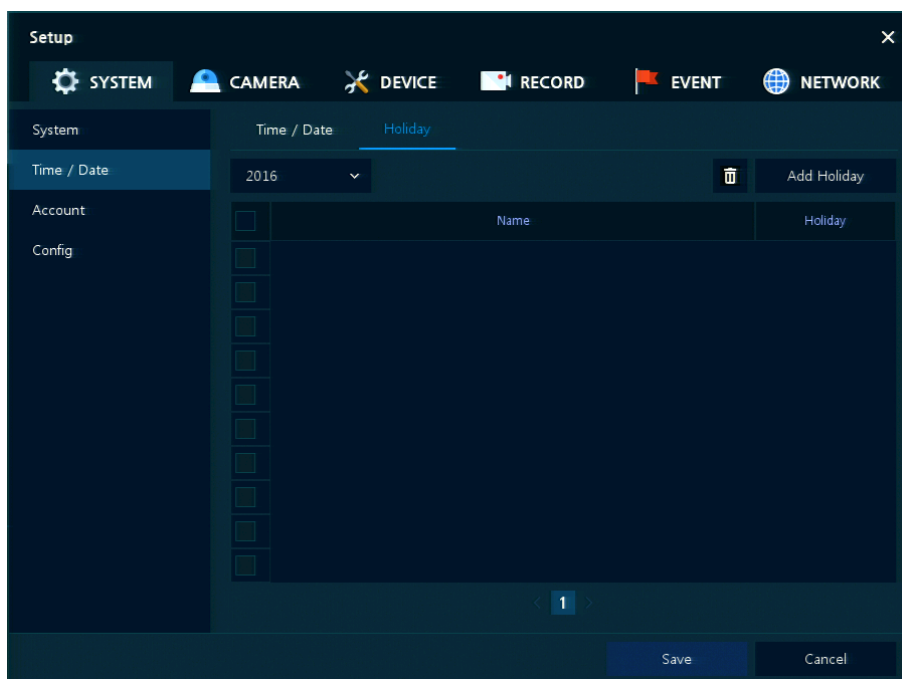 Setup
SYSTEM CAMERA DEVICE RECORD EVENT NETWORK
System
Time / Date
Account
Config
Time / Date Holiday
2016 Add Holiday
Name Holiday
1
Save Cancel